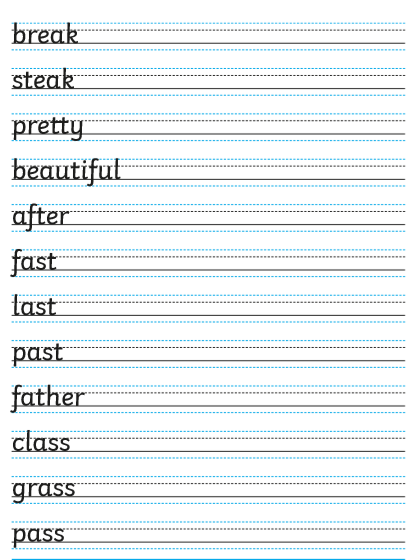 break
steak
pretty
beautiful
after
fast
last
past
father
class
grass
pass